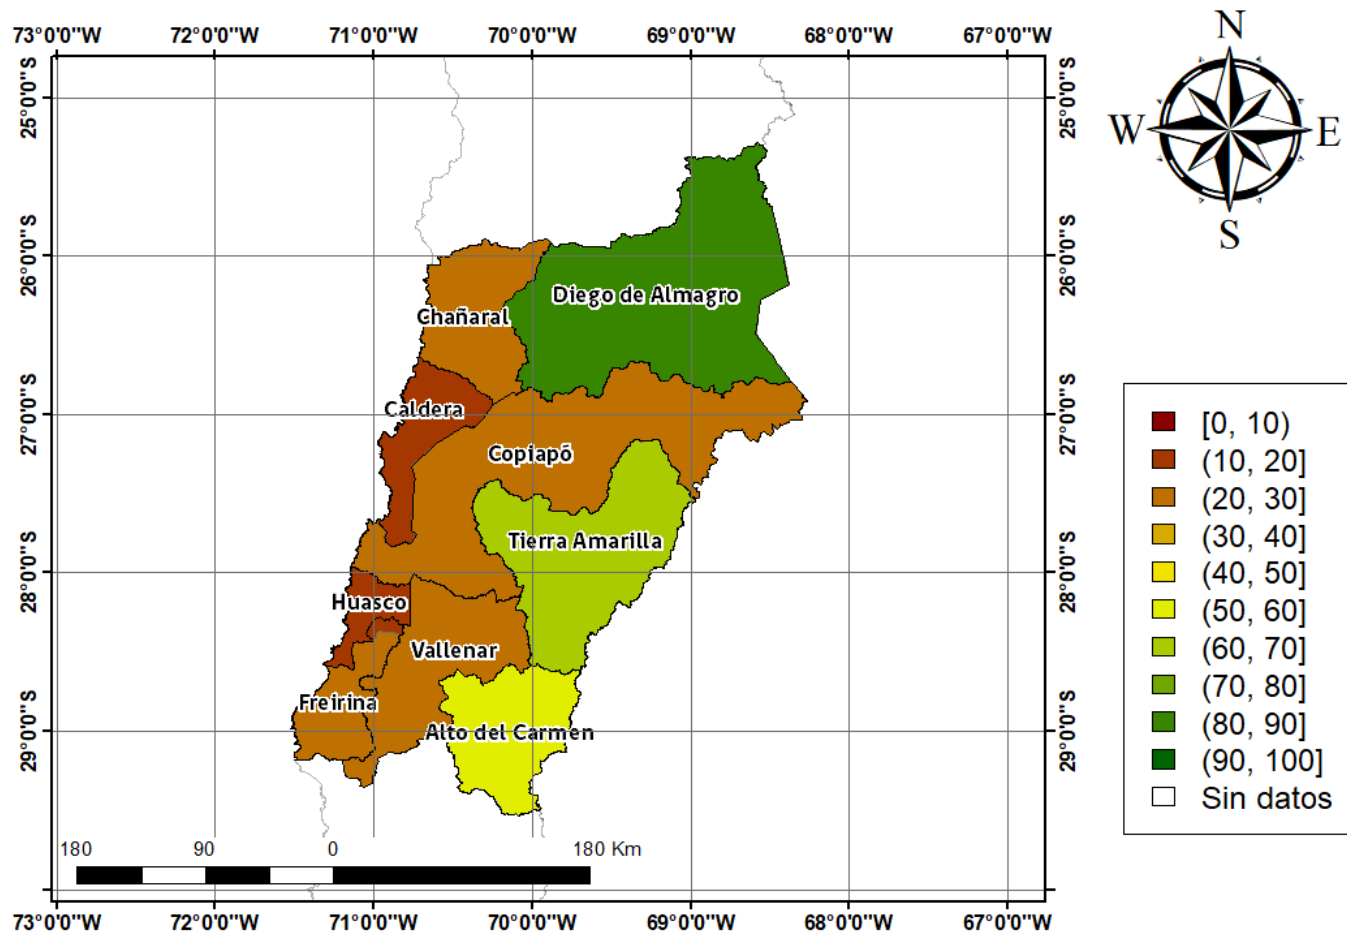 73°0'0"W 72°0'0"W 71°0'0"W 70°0'0"W 69°0'0"W 68°0'0"W 67°0'0"W
N
W E
S
25°0'0"S 25°0'0"S
26°0'0"S 26°0'0"S
27°0'0"S 27°0'0"S
28°0'0"S 28°0'0"S
29°0'0"S 29°0'0"S
Diego de Almagro
Chañaral
Caldera
Copiapó
Tierra Amarilla
Huasco
Vallenar
Freirina
Alto del Carmen
[0, 10)
(10, 20]
(20, 30]
(30, 40]
(40, 50]
(50, 60]
(60, 70]
(70, 80]
(80, 90]
(90, 100]
Sin datos
180 90 0 180 Km
73°0'0"W 72°0'0"W 71°0'0"W 70°0'0"W 69°0'0"W 68°0'0"W 67°0'0"W